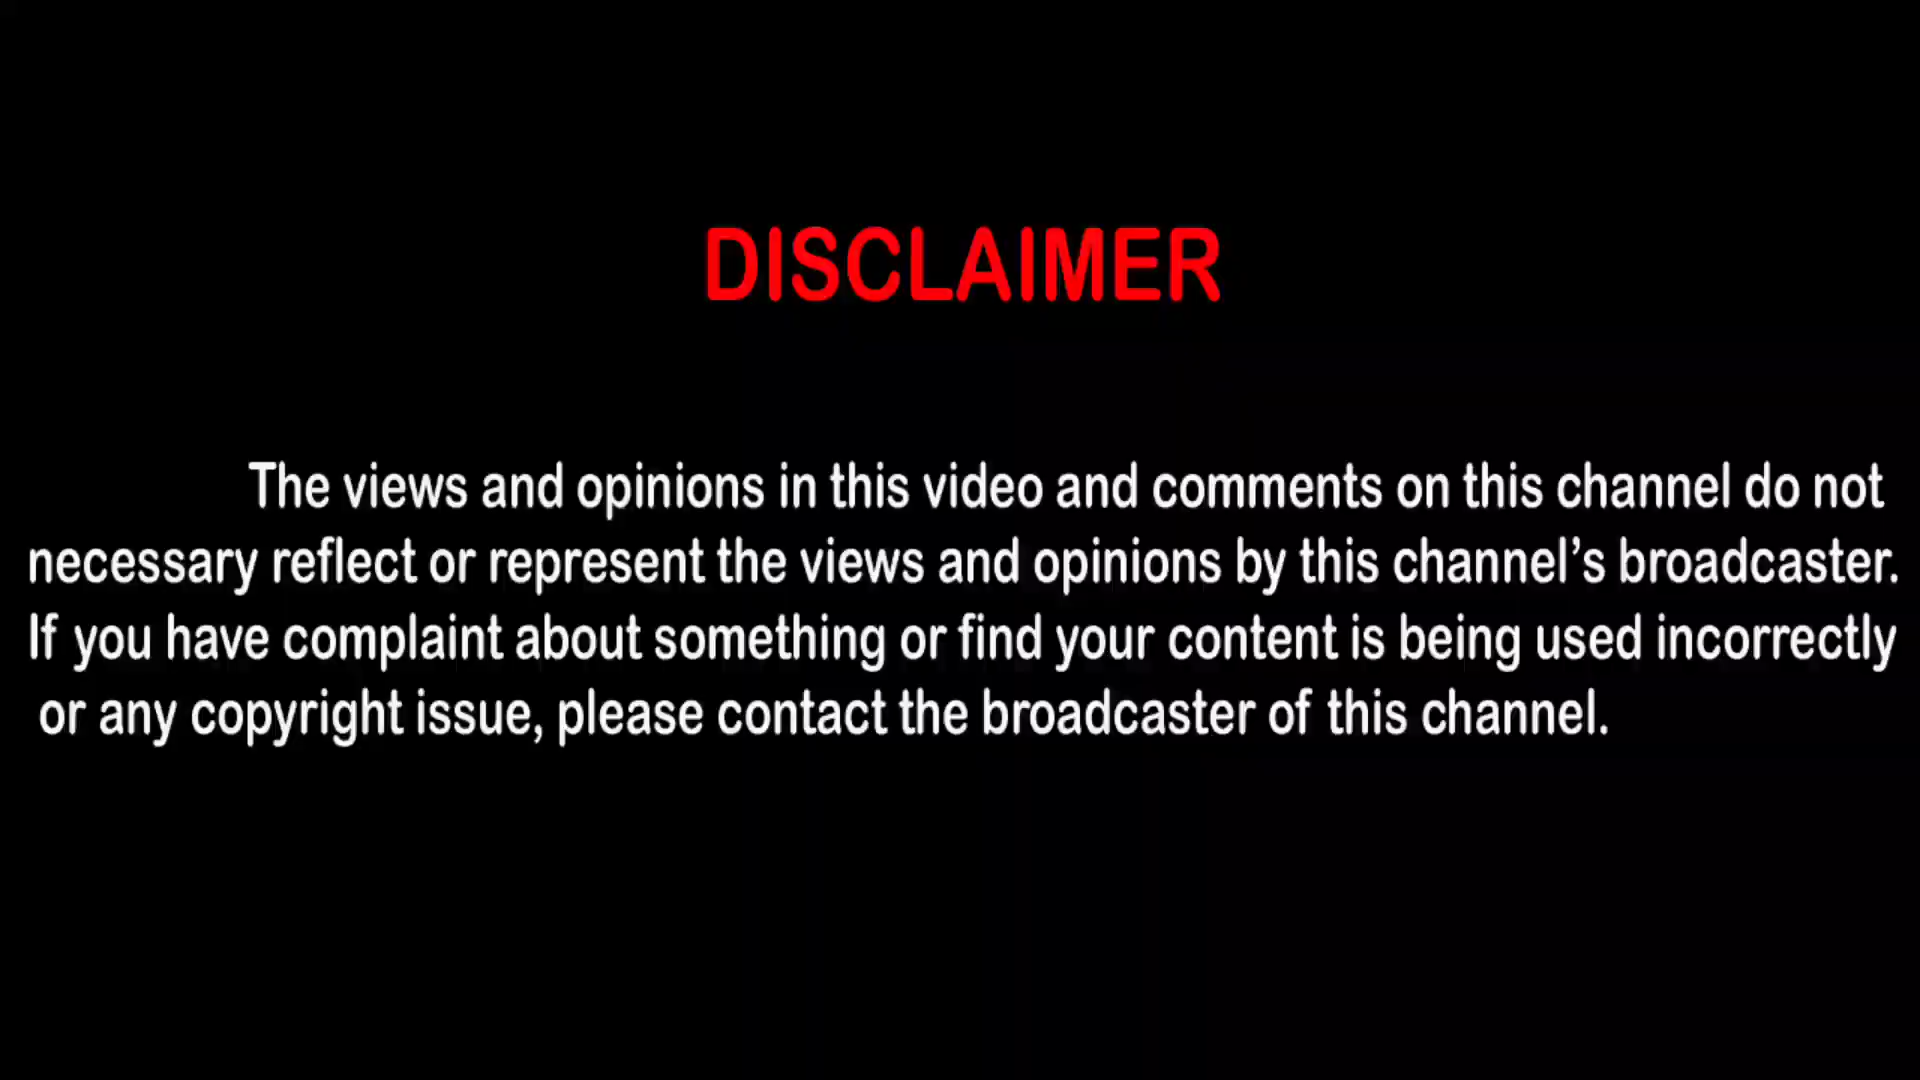 DISCLAIMER
The views and opinions in this video and comments on this channel do not
necessary reflect or represent the views and opinions by this channel’s broadcaster.
If you have complaint about something or find your content is being used incorrectly
or any copyright issue, please contact the broadcaster of this channel.